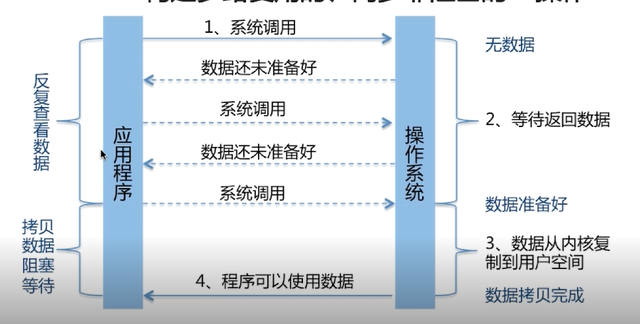 1、系统调用
无数据
数据还未准备好
反复查看数据
系统调用
2、等待返回数据
应用程序
操作系统
数据还未准备好
系统调用
数据准备好
拷贝
数据
阻塞
等待
3、数据从内核复
制到用户空间
4、程序可以使用数据
数据拷贝完成